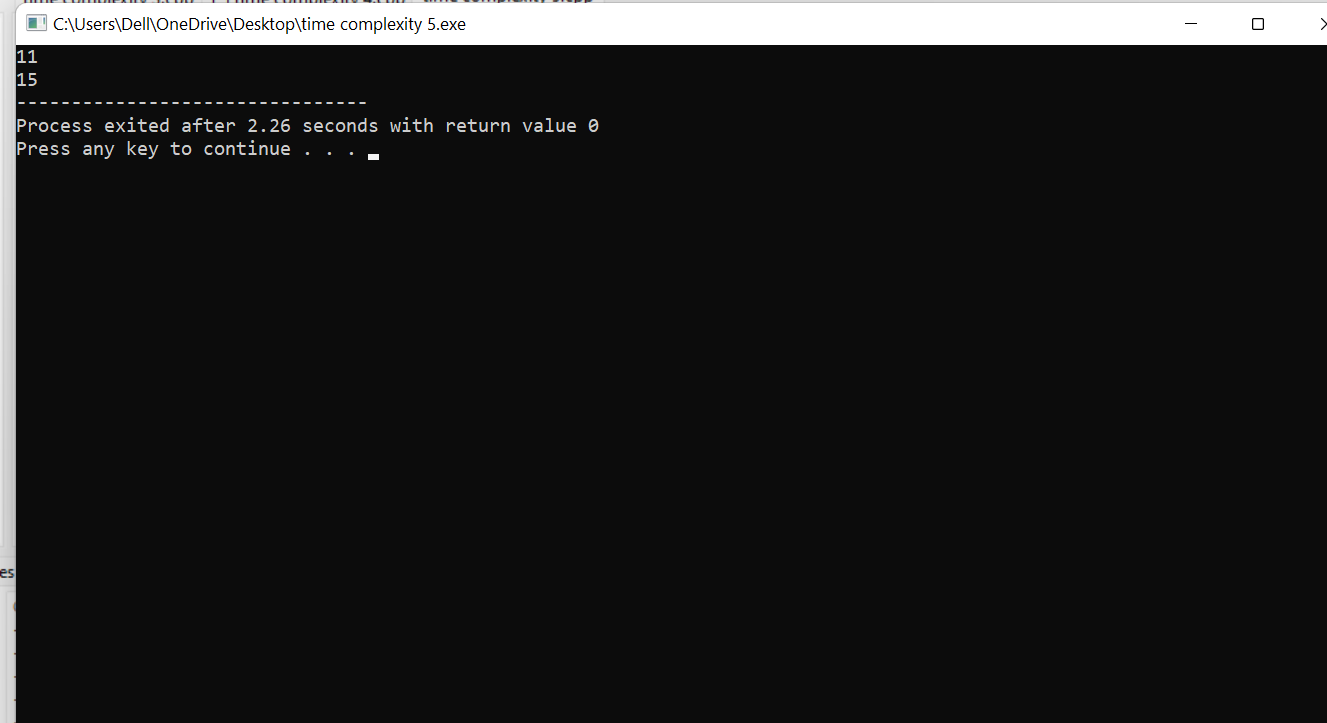 C:\Users\Dell\OneDrive\Desktop\time complexity 5.exe
11
15
--------------------------------
Process exited after 2.26 seconds with return value 0
Press any key to continue . . .
es